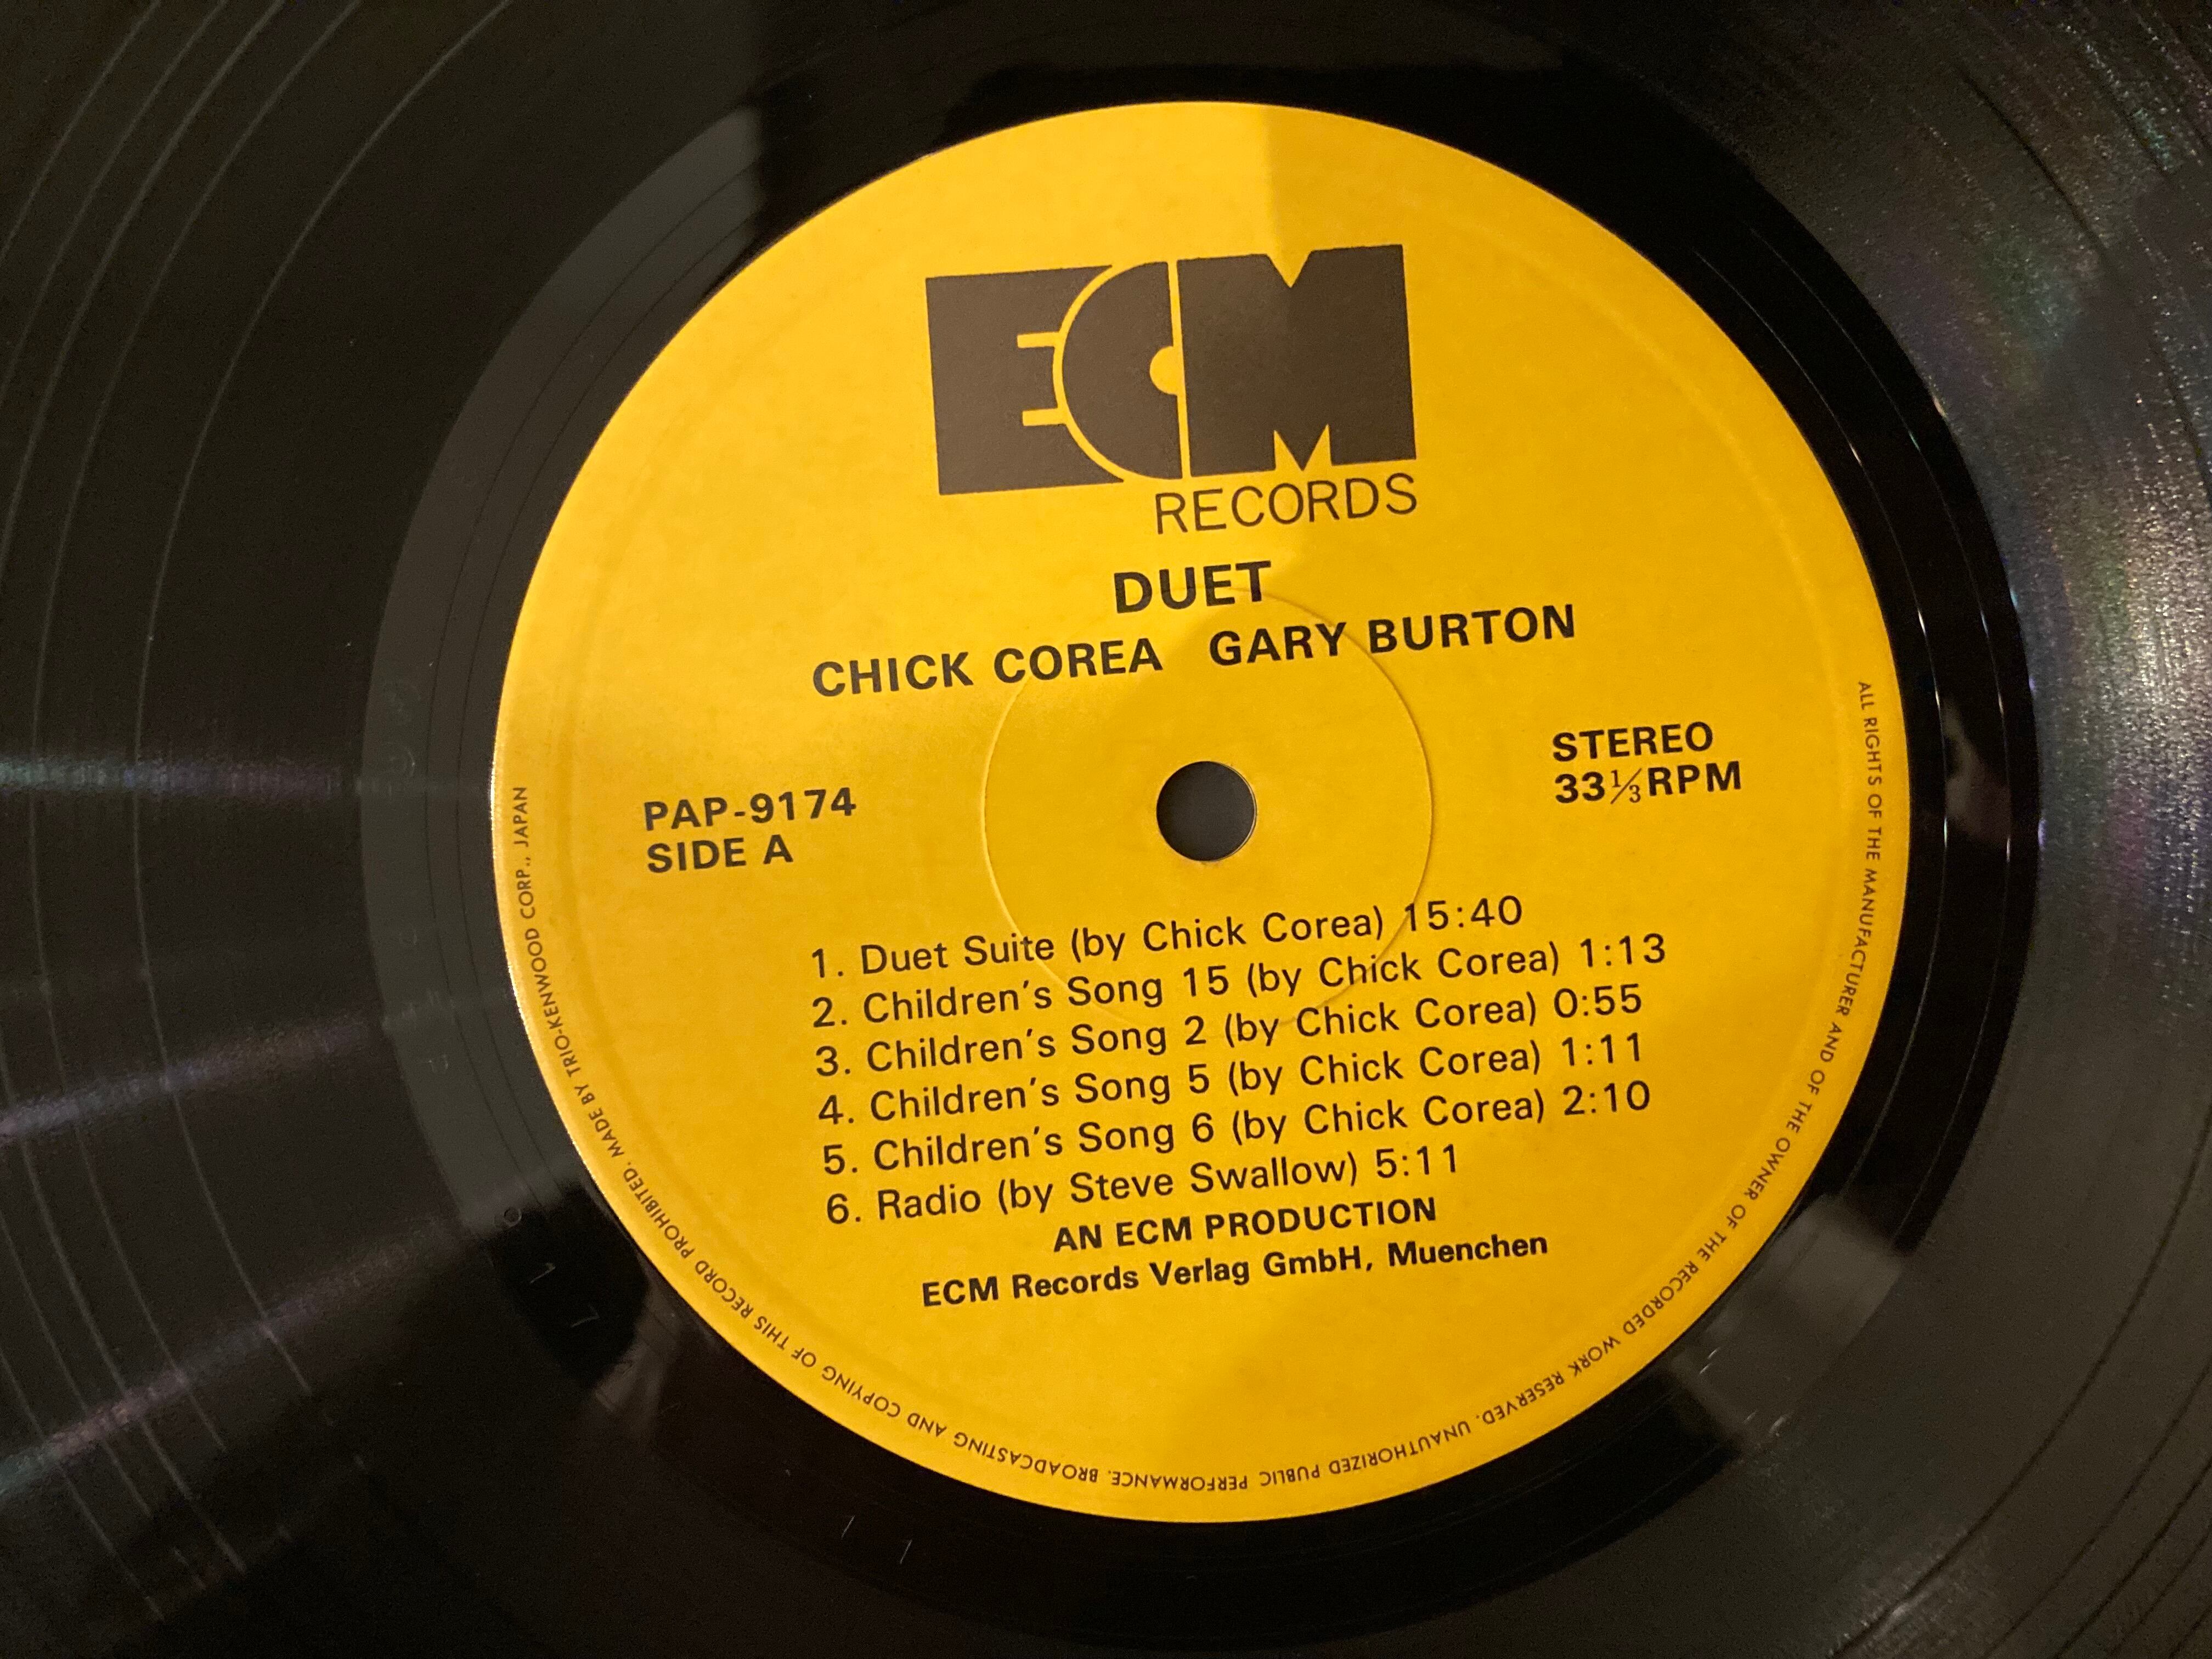 ECM
RECORDS
DUET
CHICK COREA GARY BURTON
STEREO
33⅓RPM
PAP-9174
SIDE A
1. Duet Suite (by Chick Corea) 15:40
2. Children's Song 15 (by Chick Corea) 1:13
3. Children's Song 2 (by Chick Corea) 0:55
4. Children's Song 5 (by Chick Corea) 1:11
5. Children's Song 6 (by Chick Corea) 2:10
6. Radio (by Steve Swallow) 5:11
AN ECM PRODUCTION
ECM Records Verlag GmbH, Muenchen
ALL RIGHTS OF THE MANUFACTURER AND OF THE OWNER OF THE RECORDED WORK RESERVED. UNAUTHORIZED PUBLIC PERFORMANCE. BROADCASTING AND COPYING OF THIS RECORD PROHIBITED. MADE BY TRIO-KENWOOD CORP., JAPAN